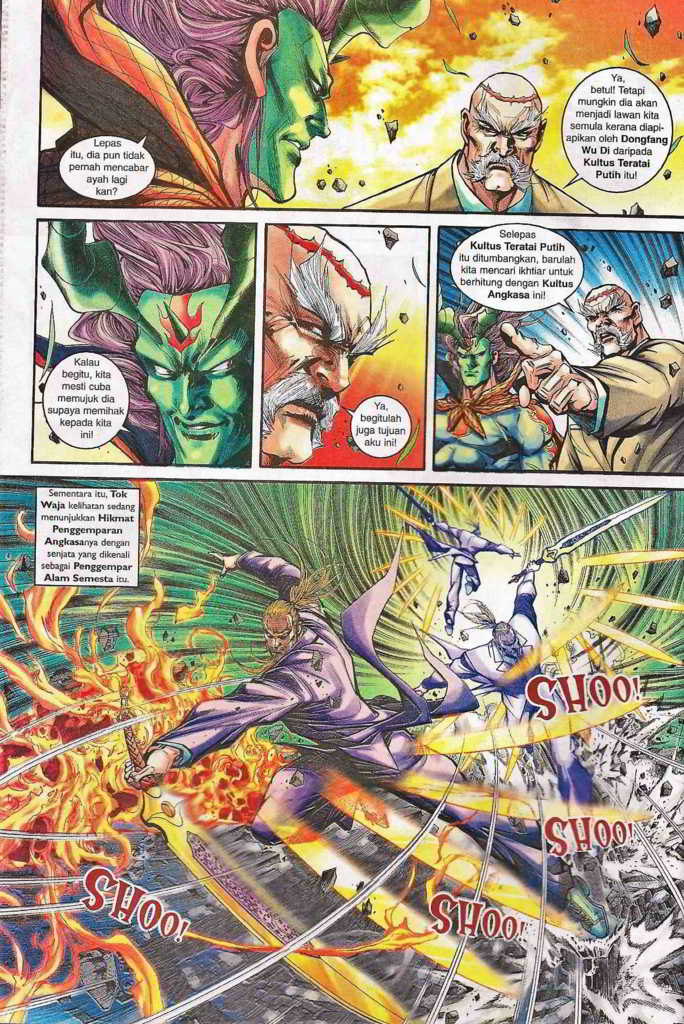 Lepas
itu, dia pun tidak
pernah mencabar
ayah lagi
kan?
Ya,
betul! Tetapi
mungkin dia akan
menjadi lawan kita
semula kerana diapi-
apikan oleh Dongfang
Wu Di daripada
Kultus Teratai
Putih itu!
Kalau
begitu, kita
mesti cuba
memujuk dia
supaya memihak
kepada kita
ini!
Ya,
begitulah
juga tujuan
aku ini!
Selepas
Kultus Teratai Putih
itu ditumbangkan, barulah
kita mencari ikhtiar untuk
berhitung dengan Kultus
Angkasa ini!
Sementara itu, Tok
Waja kelihatan sedang
menunjukkan Hikmat
Penggemparan
Angkasanya dengan
senjata yang dikenali
sebagai Penggempar
Alam Semesta itu.
SHOO!
SHOO!
SHOO!
SHOO!